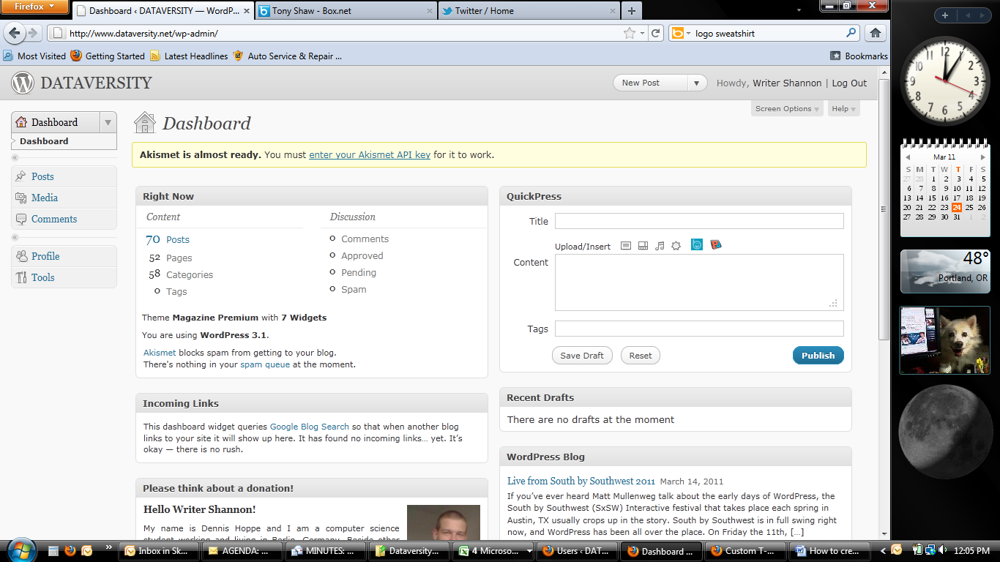 Firefox
Dashboard ‹ DATAVERSITY — WordP...
Tony Shaw - Box.net
Twitter / Home
http://www.dataversity.net/wp-admin/
logo sweatshirt
Most Visited
Getting Started
Latest Headlines
Auto Service & Repair ...
Bookmarks
DATAVERSITY
New Post
Howdy, Writer Shannon | Log Out
Screen Options
Help
Dashboard
Dashboard
Posts
Media
Comments
Profile
Tools
Dashboard
Akismet is almost ready. You must enter your Akismet API key for it to work.
Right Now
Content
Discussion
70 Posts
0 Comments
52 Pages
0 Approved
58 Categories
0 Pending
0 Tags
0 Spam
Theme Magazine Premium with 7 Widgets
You are using WordPress 3.1.
Akismet blocks spam from getting to your blog.
There's nothing in your spam queue at the moment.
Incoming Links
This dashboard widget queries Google Blog Search so that when another blog
links to your site it will show up here. It has found no incoming links… yet. It’s
okay — there is no rush.
Please think about a donation!
Hello Writer Shannon!
My name is Dennis Hoppe and I am a computer science
student working and living in Berlin, Germany. Beside other
QuickPress
Title
Upload/Insert
Content
Tags
Save Draft
Reset
Publish
Recent Drafts
There are no drafts at the moment
WordPress Blog
Live from South by Southwest 2011 March 14, 2011
If you’ve ever heard Matt Mullenweg talk about the early days of WordPress, the
South by Southwest (SxSW) Interactive festival that takes place each spring in
Austin, TX usually crops up in the story. South by Southwest is in full swing right
now, and WordPress has been all over the place. On Friday the 11th, […]
12 1 2 3 4 5 6 7 8 9 10 11
Mar 11
S M T W T F S
27 28 1 2 3 4 5
6 7 8 9 10 11 12
13 14 15 16 17 18 19
20 21 22 23 24 25 26
27 28 29 30 31 1 2
48°
Portland, OR
Inbox in Sk...
AGENDA: ...
MINUTES: ...
Dataversity...
4 Microso...
Users ‹ DAT...
Dashboard ...
Custom T-...
How to cre...
12:05 PM